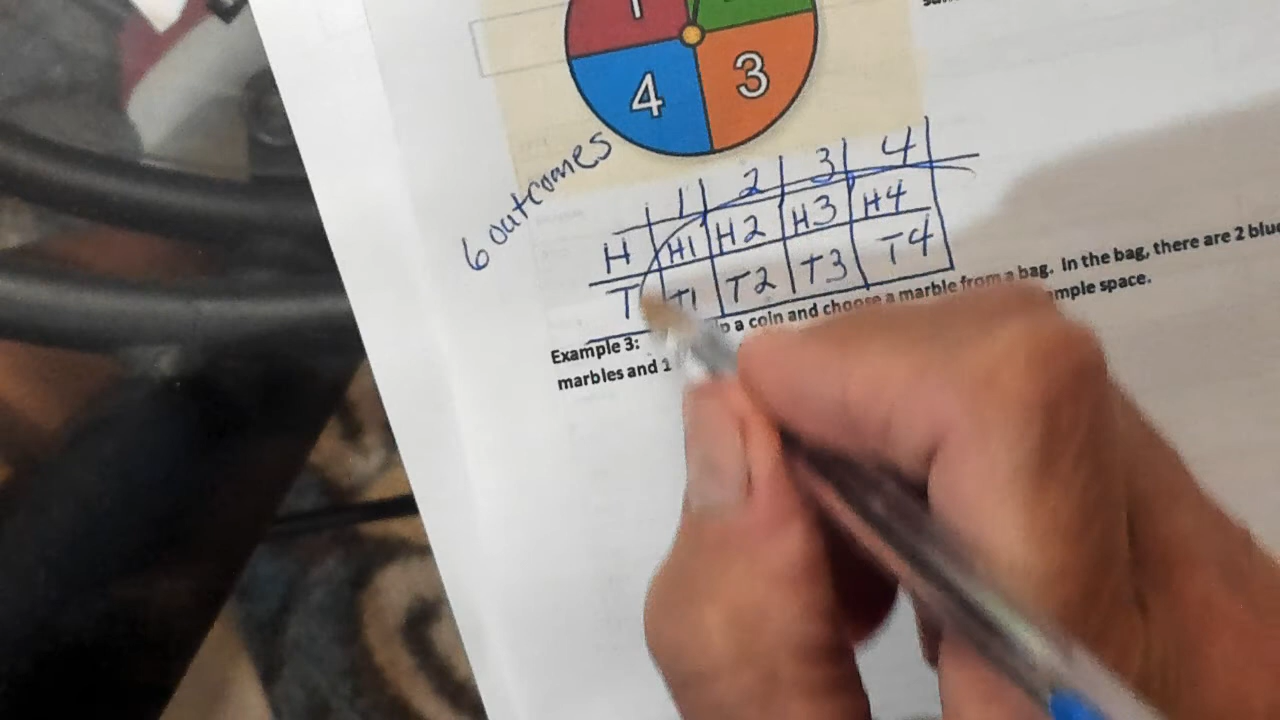 1
4 3
6 outcomes
1 2 3 4
H H1 H2 H3 H4
T T1 T2 T3 T4
Example 3: a coin and choose a marble from a bag. In the bag, there are 2 blue
marbles and 1 space.